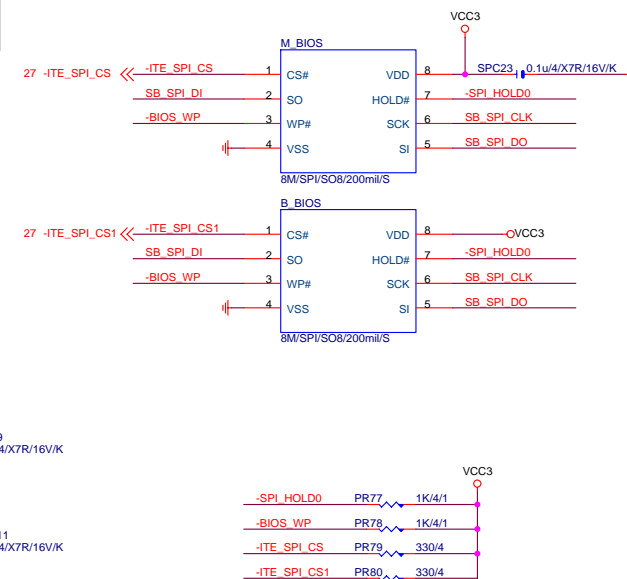 VCC3
M_BIOS
27 -ITE_SPI_CS -ITE_SPI_CS 1 CS# VDD 8 SPC23 0.1u/4/X7R/16V/K
SB_SPI_DI 2 SO HOLD# 7 -SPI_HOLD0
-BIOS_WP 3 WP# SCK 6 SB_SPI_CLK
4 VSS SI 5 SB_SPI_DO
8M/SPI/SO8/200mil/S
B_BIOS
27 -ITE_SPI_CS1 -ITE_SPI_CS1 1 CS# VDD 8 VCC3
SB_SPI_DI 2 SO HOLD# 7 -SPI_HOLD0
-BIOS_WP 3 WP# SCK 6 SB_SPI_CLK
4 VSS SI 5 SB_SPI_DO
8M/SPI/SO8/200mil/S
9
4/X7R/16V/K
VCC3
-SPI_HOLD0 PR77 1K/4/1
-BIOS_WP PR78 1K/4/1
11
4/X7R/16V/K
-ITE_SPI_CS PR79 330/4
-ITE_SPI_CS1 PR80 330/4